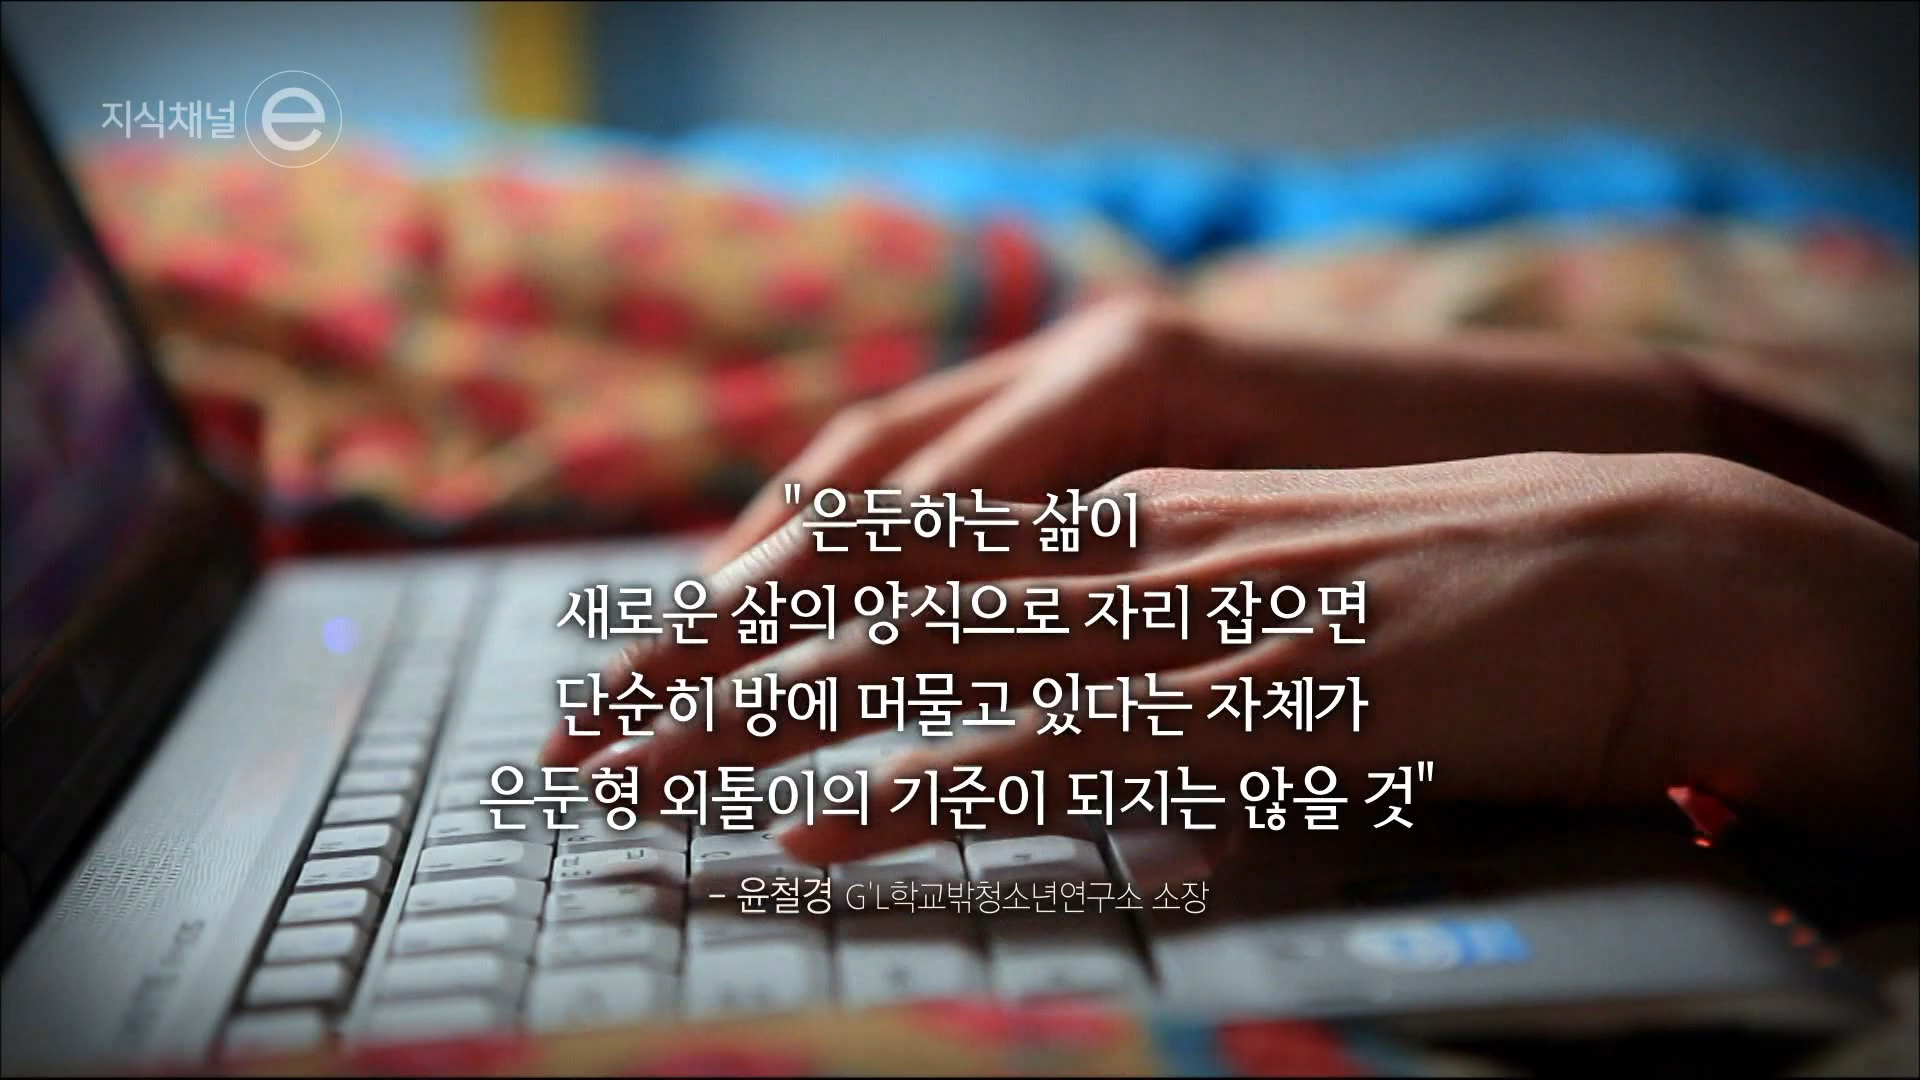 지식채널 e
"은둔하는 삶이
새로운 삶의 양식으로 자리 잡으면
단순히 방에 머물고 있다는 자체가
은둔형 외톨이의 기준이 되지는 않을 것"
- 윤철경 G'L학교밖청소년연구소 소장